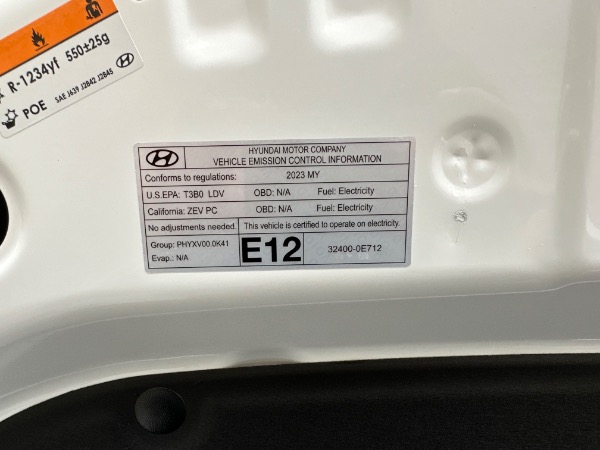 R-1234yf 550±25g
POE SAE J639 J2842 J2845
HYUNDAI MOTOR COMPANY
VEHICLE EMISSION CONTROL INFORMATION
Conforms to regulations: 2023 MY
U.S.EPA: T3B0 LDV OBD: N/A Fuel: Electricity
California: ZEV PC OBD: N/A Fuel: Electricity
No adjustments needed. This vehicle is certified to operate on electricity.
Group: PHYXV00.0K41
Evap.: N/A
E12
32400-0E712